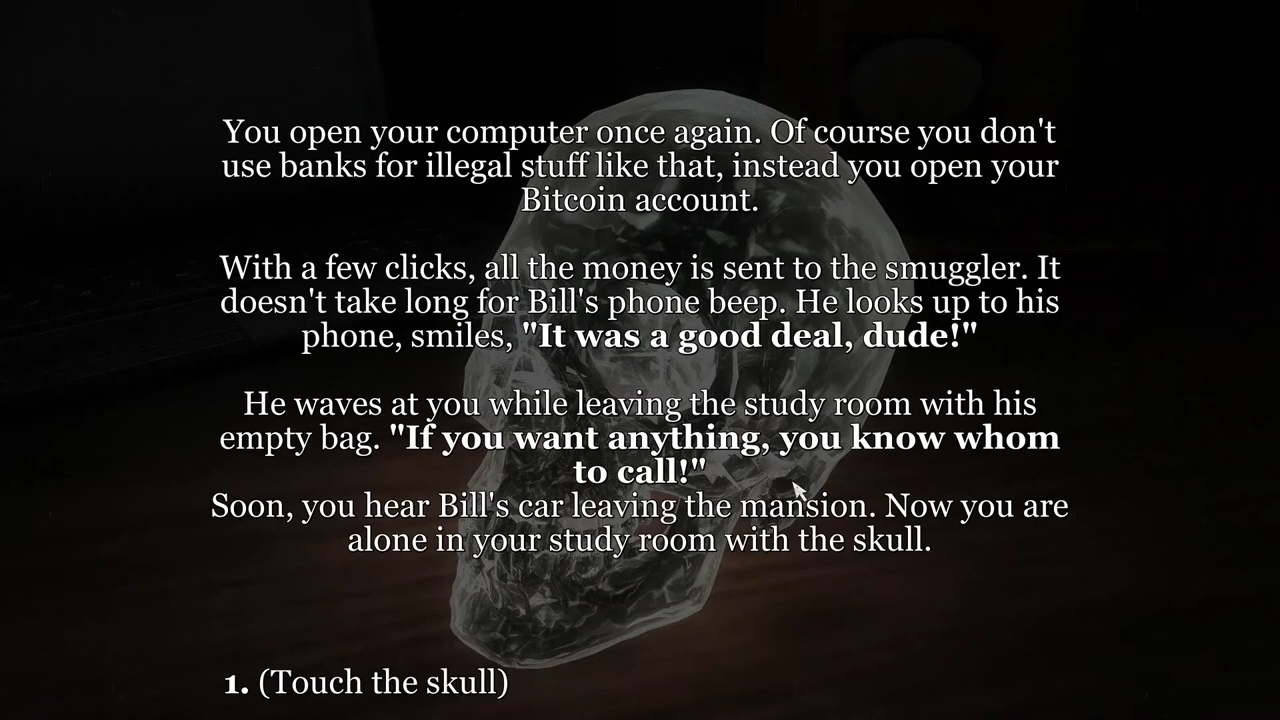 You open your computer once again. Of course you don't
use banks for illegal stuff like that, instead you open your
Bitcoin account.
With a few clicks, all the money is sent to the smuggler. It
doesn't take long for Bill's phone beep. He looks up to his
phone, smiles, "It was a good deal, dude!"
He waves at you while leaving the study room with his
empty bag. "If you want anything, you know whom
to call!"
Soon, you hear Bill's car leaving the mansion. Now you are
alone in your study room with the skull.
1. (Touch the skull)